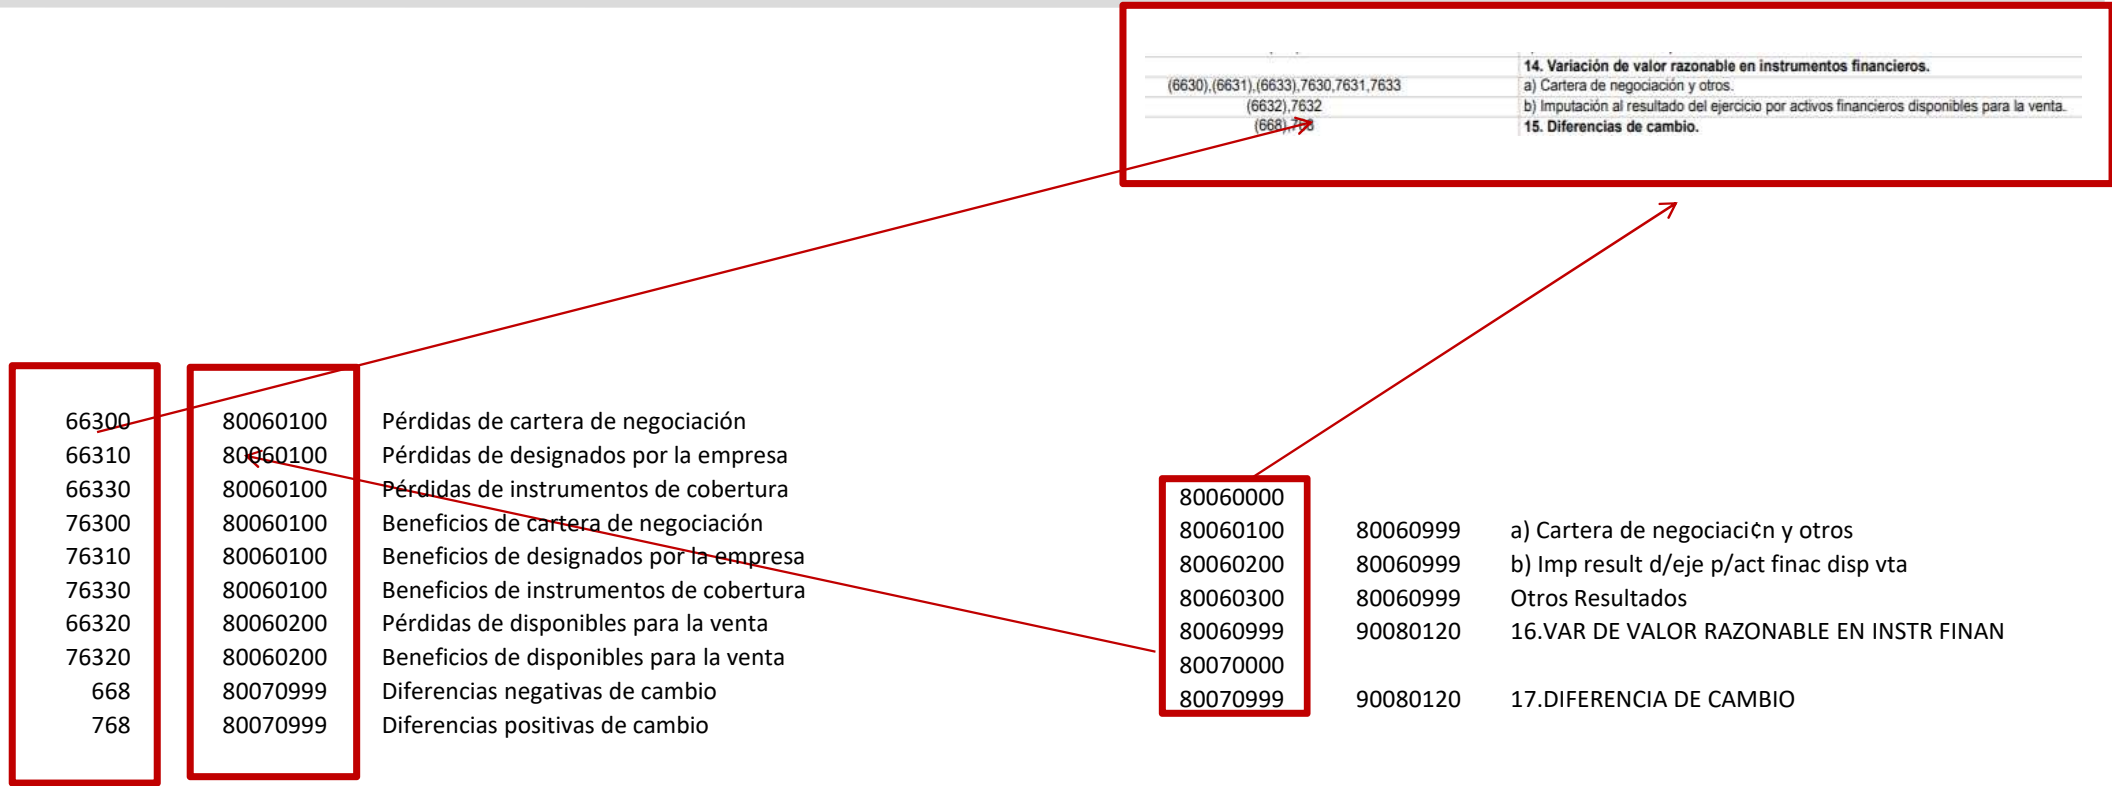 14. Variación de valor razonable en instrumentos financieros.
(6630),(6631),(6633),7630,7631,7633 a) Cartera de negociación y otros.
(6632),7632 b) Imputación al resultado del ejercicio por activos financieros disponibles para la venta.
(668),768 15. Diferencias de cambio.
66300 80060100 Pérdidas de cartera de negociación
66310 80060100 Pérdidas de designados por la empresa
66330 80060100 Pérdidas de instrumentos de cobertura
76300 80060100 Beneficios de cartera de negociación
76310 80060100 Beneficios de designados por la empresa
76330 80060100 Beneficios de instrumentos de cobertura
66320 80060200 Pérdidas de disponibles para la venta
76320 80060200 Beneficios de disponibles para la venta
668 80070999 Diferencias negativas de cambio
768 80070999 Diferencias positivas de cambio
80060000
80060100 80060999 a) Cartera de negociaci¢n y otros
80060200 80060999 b) Imp result d/eje p/act finac disp vta
80060300 80060999 Otros Resultados
80060999 90080120 16.VAR DE VALOR RAZONABLE EN INSTR FINAN
80070000
80070999 90080120 17.DIFERENCIA DE CAMBIO